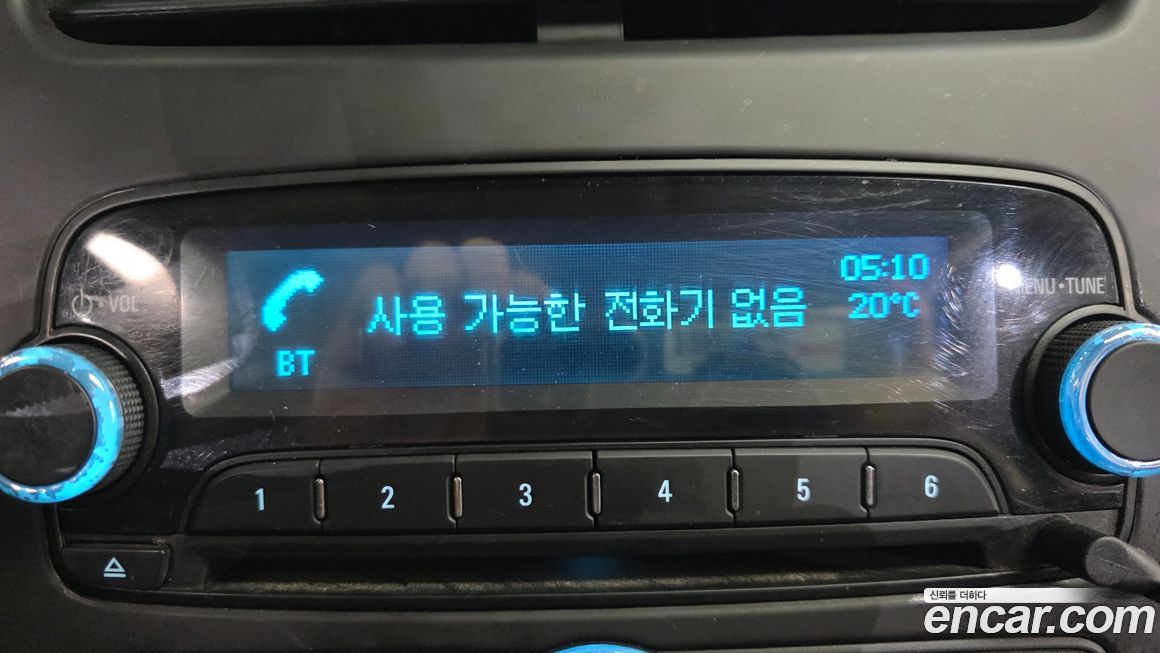 05:10
사용 가능한 전화기 없음
20°C
BT
VOL
MENU•TUNE
1 2 3 4 5 6
신뢰를 더하다
encar.com